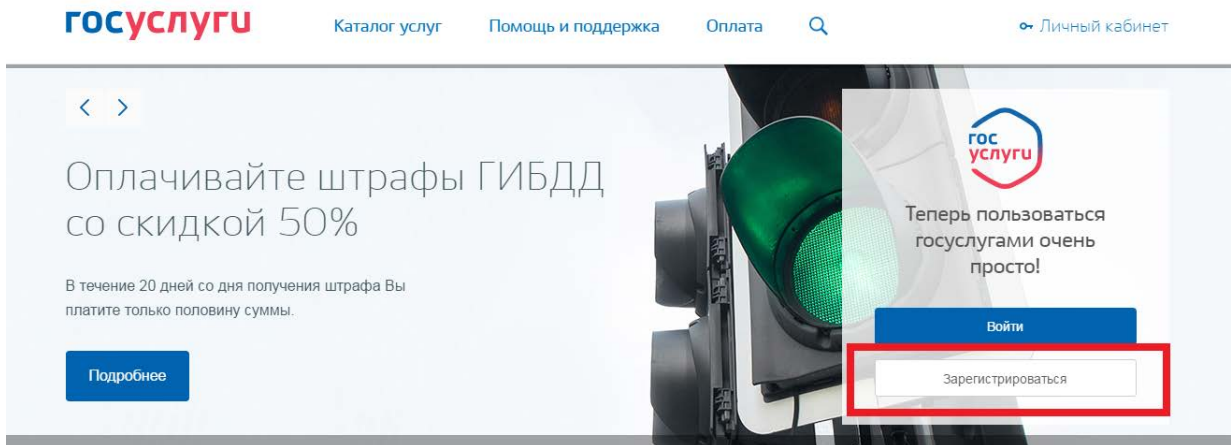 госуслуги
Каталог услуг
Помощь и поддержка
Оплата
Личный кабинет
Оплачивайте штрафы ГИБДД
со скидкой 50%
В течение 20 дней со дня получения штрафа Вы
платите только половину суммы.
Подробнее
гос
услуги
Теперь пользоваться
госуслугами очень
просто!
Войти
Зарегистрироваться